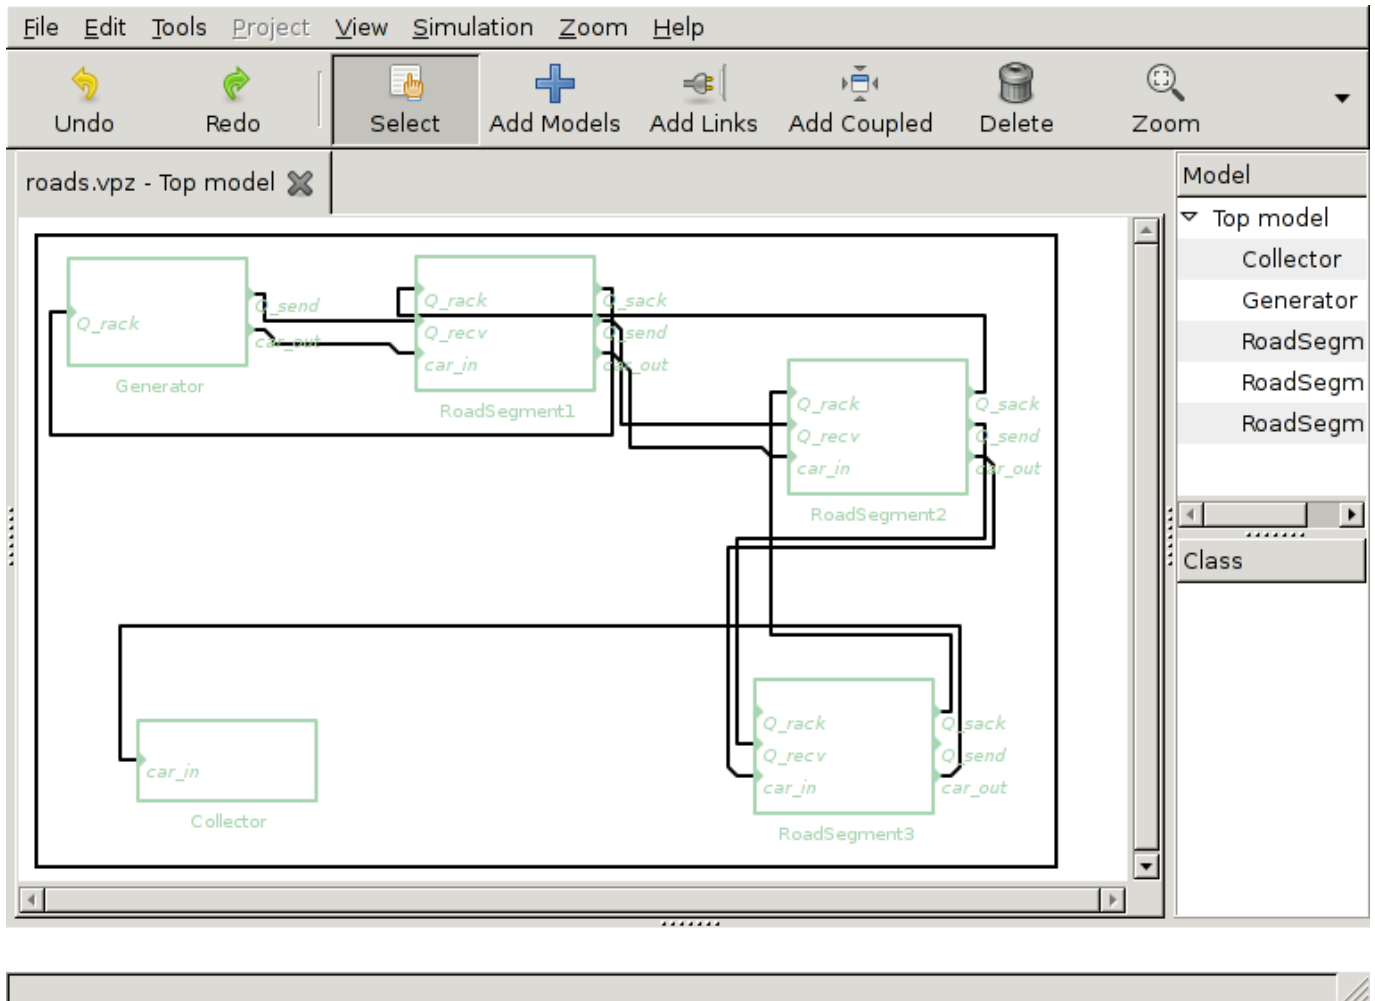 File Edit Tools Project View Simulation Zoom Help
Undo Redo Select Add Models Add Links Add Coupled Delete Zoom
roads.vpz - Top model
Q_rack
Q_send
car_out
Generator
Q_rack
Q_recv
car_in
Q_sack
Q_send
car_out
RoadSegment1
Q_rack
Q_recv
car_in
Q_sack
Q_send
car_out
RoadSegment2
car_in
Collector
Q_rack
Q_recv
car_in
Q_sack
Q_send
car_out
RoadSegment3
Model
Top model
Collector
Generator
RoadSegm
RoadSegm
RoadSegm
Class